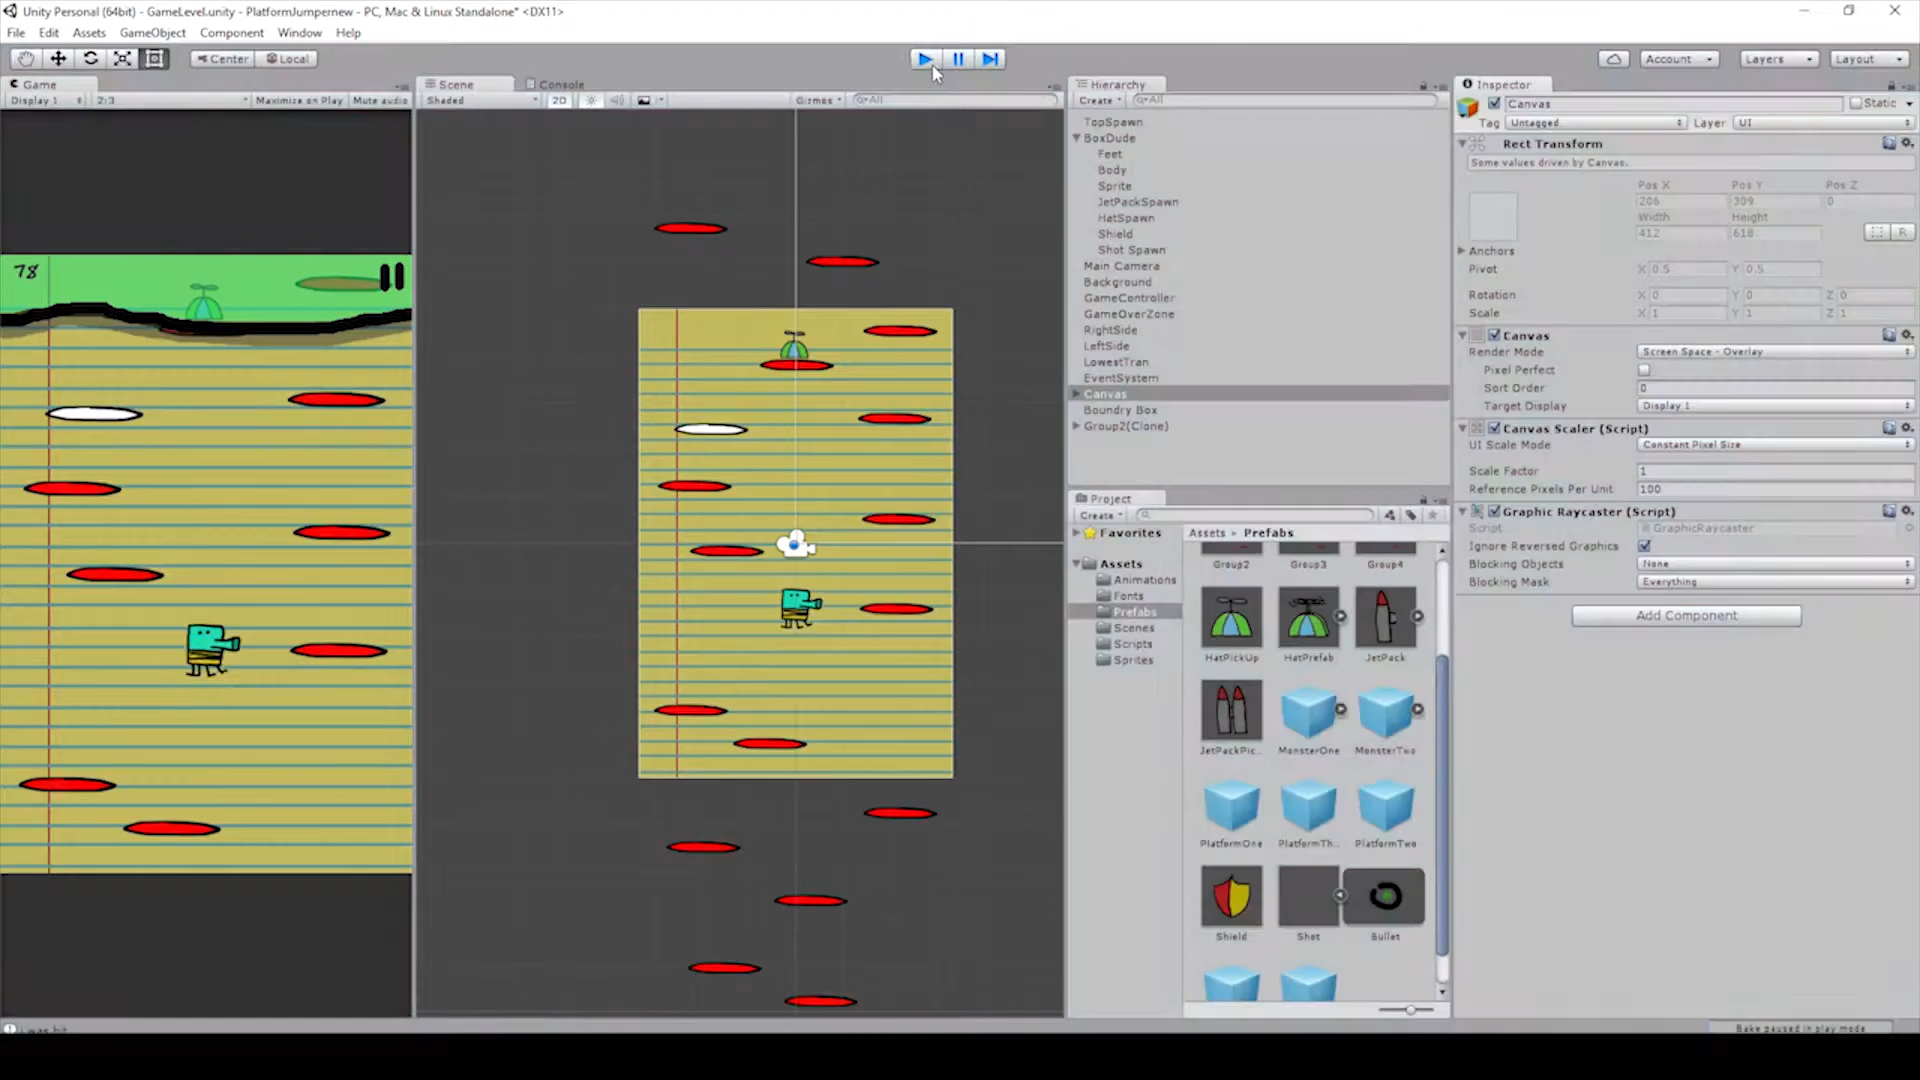 Unity Personal (64bit) - GameLevel.unity - PlatformJumpernew - PC, Mac & Linux Standalone* <DX11>
File Edit Assets GameObject Component Window Help
Center Local Account Layers Layout
Game
Display 1 2:3 Maximize on Play Mute audio
78
Scene Console
Shaded 2D Gizmos All
Hierarchy
Create All
TopSpawn
BoxDude
Feet
Body
Sprite
JetPackSpawn
HatSpawn
Shield
Shot Spawn
Main Camera
Background
GameController
GameOverZone
RightSide
LeftSide
LowestTran
EventSystem
Canvas
Boundry Box
Group2(Clone)
Project
Create
Favorites
Assets
Animations
Fonts
Prefabs
Scenes
Scripts
Sprites
Assets Prefabs
Group2 Group3 Group4
HatPickUp HatPrefab JetPack
JetPackPic... MonsterOne MonsterTwo
PlatformOne PlatformTh... PlatformTwo
Shield Shot Bullet
Inspector
Canvas Static
Tag Untagged Layer UI
Rect Transform
Some values driven by Canvas.
Pos X Pos Y Pos Z
206 309 0
Width Height
412 618
R
Anchors
Pivot X 0.5 Y 0.5
Rotation X 0 Y 0 Z 0
Scale X 1 Y 1 Z 1
Canvas
Render Mode Screen Space - Overlay
Pixel Perfect
Sort Order 0
Target Display Display 1
Canvas Scaler (Script)
UI Scale Mode Constant Pixel Size
Scale Factor 1
Reference Pixels Per Unit 100
Graphic Raycaster (Script)
Script GraphicRaycaster
Ignore Reversed Graphics
Blocking Objects None
Blocking Mask Everything
Add Component
i was hit
Bake paused in play mode